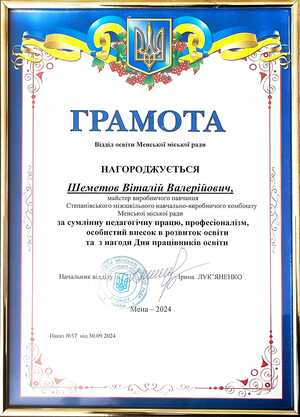 ГРАМОТА
Відділ освіти Менської міської ради
НАГОРОДЖУЄТЬСЯ
Шеметов Віталій Валерійович,
майстер виробничого навчання
Степанівського міжшкільного навчально-виробничого комбінату
Менської міської ради
за сумлінну педагогічну працю, професіоналізм,
особистий внесок в розвиток освіти
та з нагоди Дня працівників освіти
Начальник відділу Ірина ЛУК'ЯНЕНКО
Мена – 2024
Наказ №57 від 30.09.2024